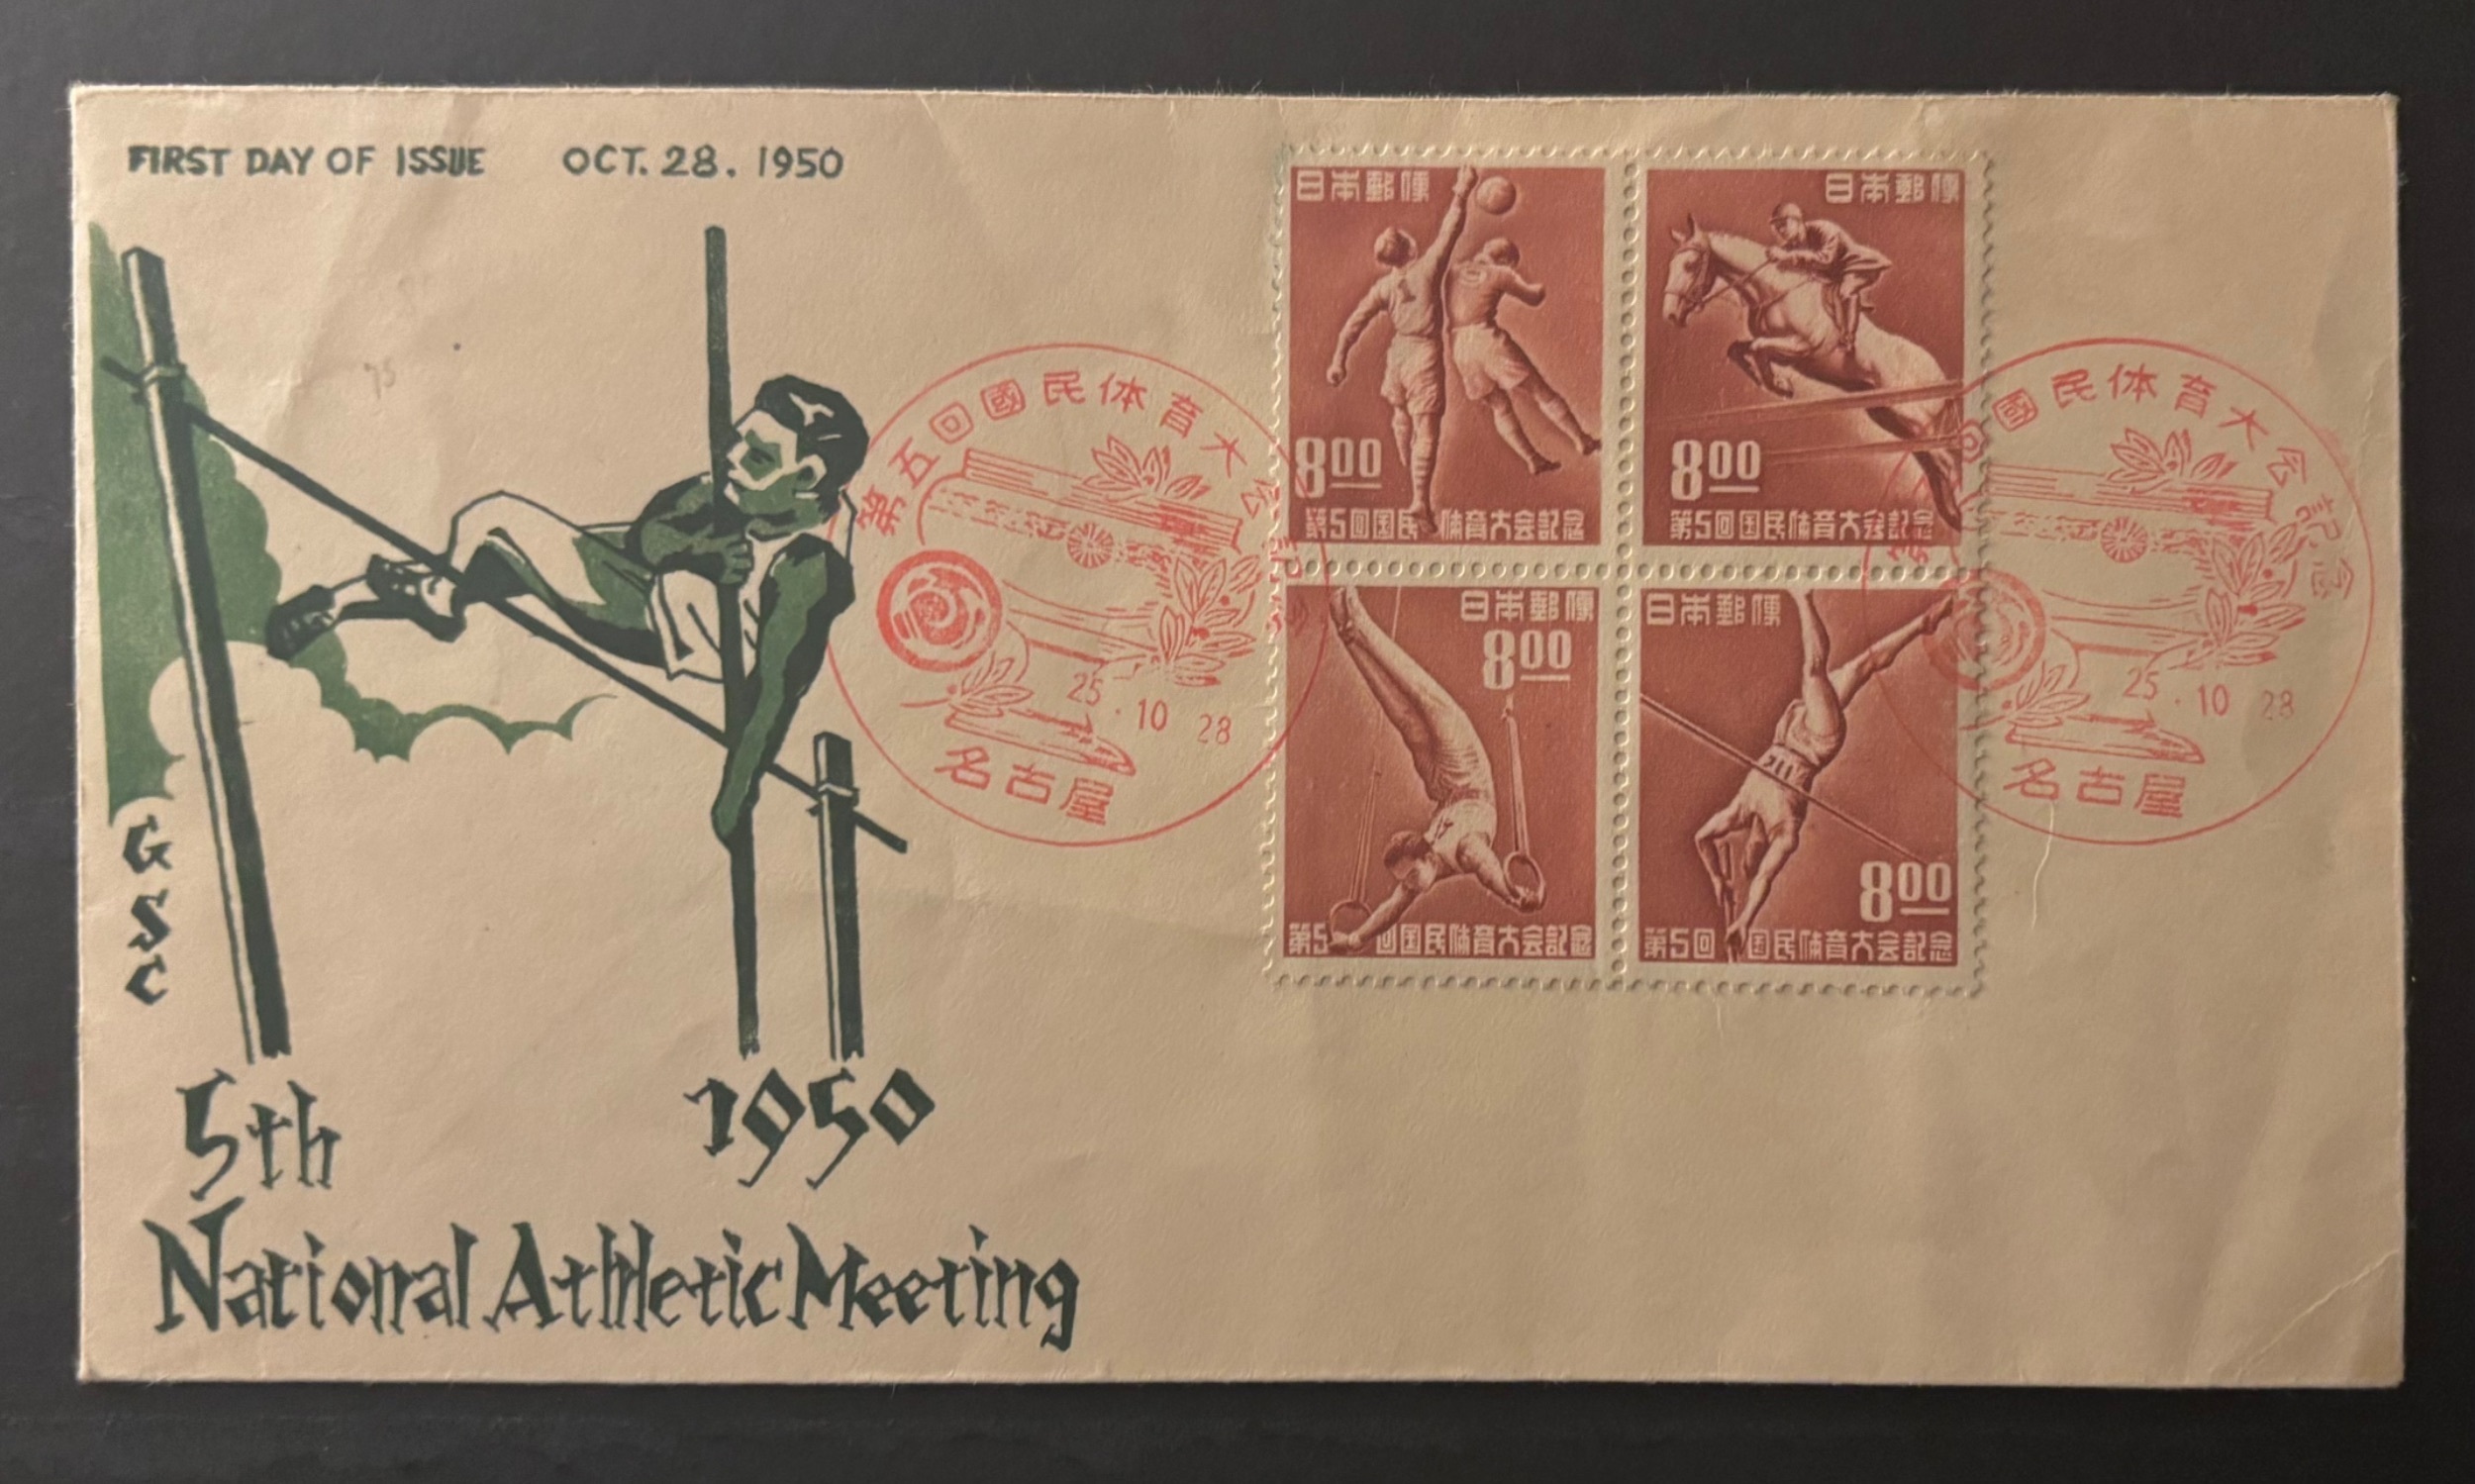 FIRST DAY OF ISSUE OCT. 28. 1950
日本郵便
8.00
第5回国民体育大会記念
日本郵便
8.00
第5回国民体育大会記念
日本郵便
8.00
第5回国民体育大会記念
日本郵便
8.00
第5回国民体育大会記念
第五回國民体育大会記念
25.10 28
名古屋
回國民体育大会記念
25.10 28
名古屋
G
S
C
5th 1950
National Athletic Meeting